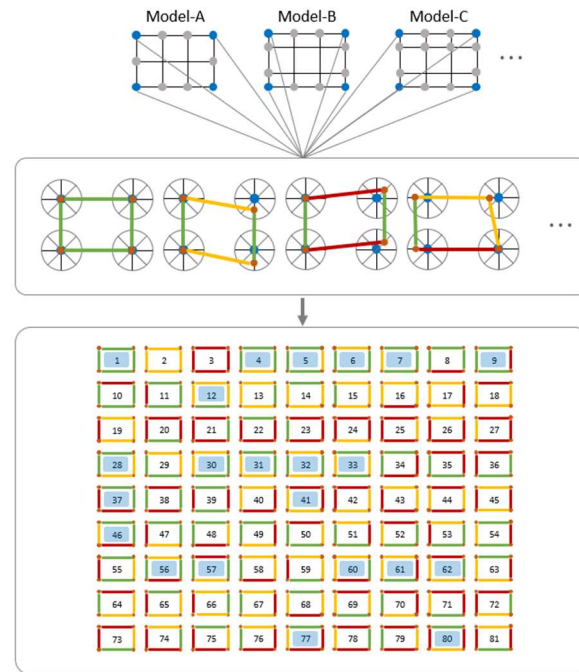 Model-A Model-B Model-C ...
...
1 2 3 4 5 6 7 8 9
10 11 12 13 14 15 16 17 18
19 20 21 22 23 24 25 26 27
28 29 30 31 32 33 34 35 36
37 38 39 40 41 42 43 44 45
46 47 48 49 50 51 52 53 54
55 56 57 58 59 60 61 62 63
64 65 66 67 68 69 70 71 72
73 74 75 76 77 78 79 80 81